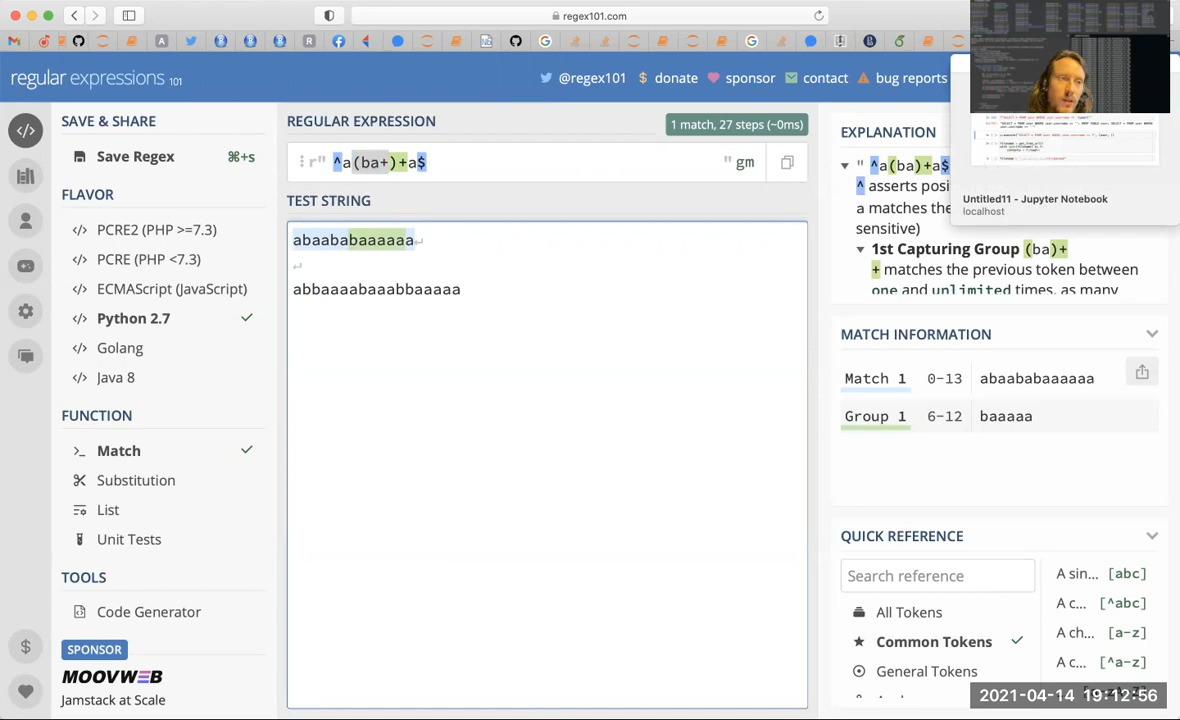 regex101.com
regular expressions 101
@regex101
$ donate
sponsor
contact
bug reports
SAVE & SHARE
Save Regex
⌘+s
FLAVOR
</> PCRE2 (PHP >=7.3)
</> PCRE (PHP <7.3)
</> ECMAScript (JavaScript)
</> Python 2.7
</> Golang
</> Java 8
FUNCTION
>_ Match
Substitution
List
Unit Tests
TOOLS
Code Generator
SPONSOR
MOOVWEB
Jamstack at Scale
REGULAR EXPRESSION
1 match, 27 steps (~0ms)
r" ^a(ba+)+a$ " gm
TEST STRING
abaababaaaaaa
abbaaaabaaabbaaaaa
EXPLANATION
" ^a(ba)+a$
^ asserts posi
a matches the
sensitive)
1st Capturing Group (ba)+
+ matches the previous token between
one and unlimited times, as many
Untitled11 - Jupyter Notebook
localhost
MATCH INFORMATION
Match 1 0-13 abaababaaaaaa
Group 1 6-12 baaaaa
QUICK REFERENCE
Search reference
All Tokens
Common Tokens
General Tokens
A sin... [abc]
A c... [^abc]
A ch... [a-z]
A c... [^a-z]
2021-04-14 19:12:56